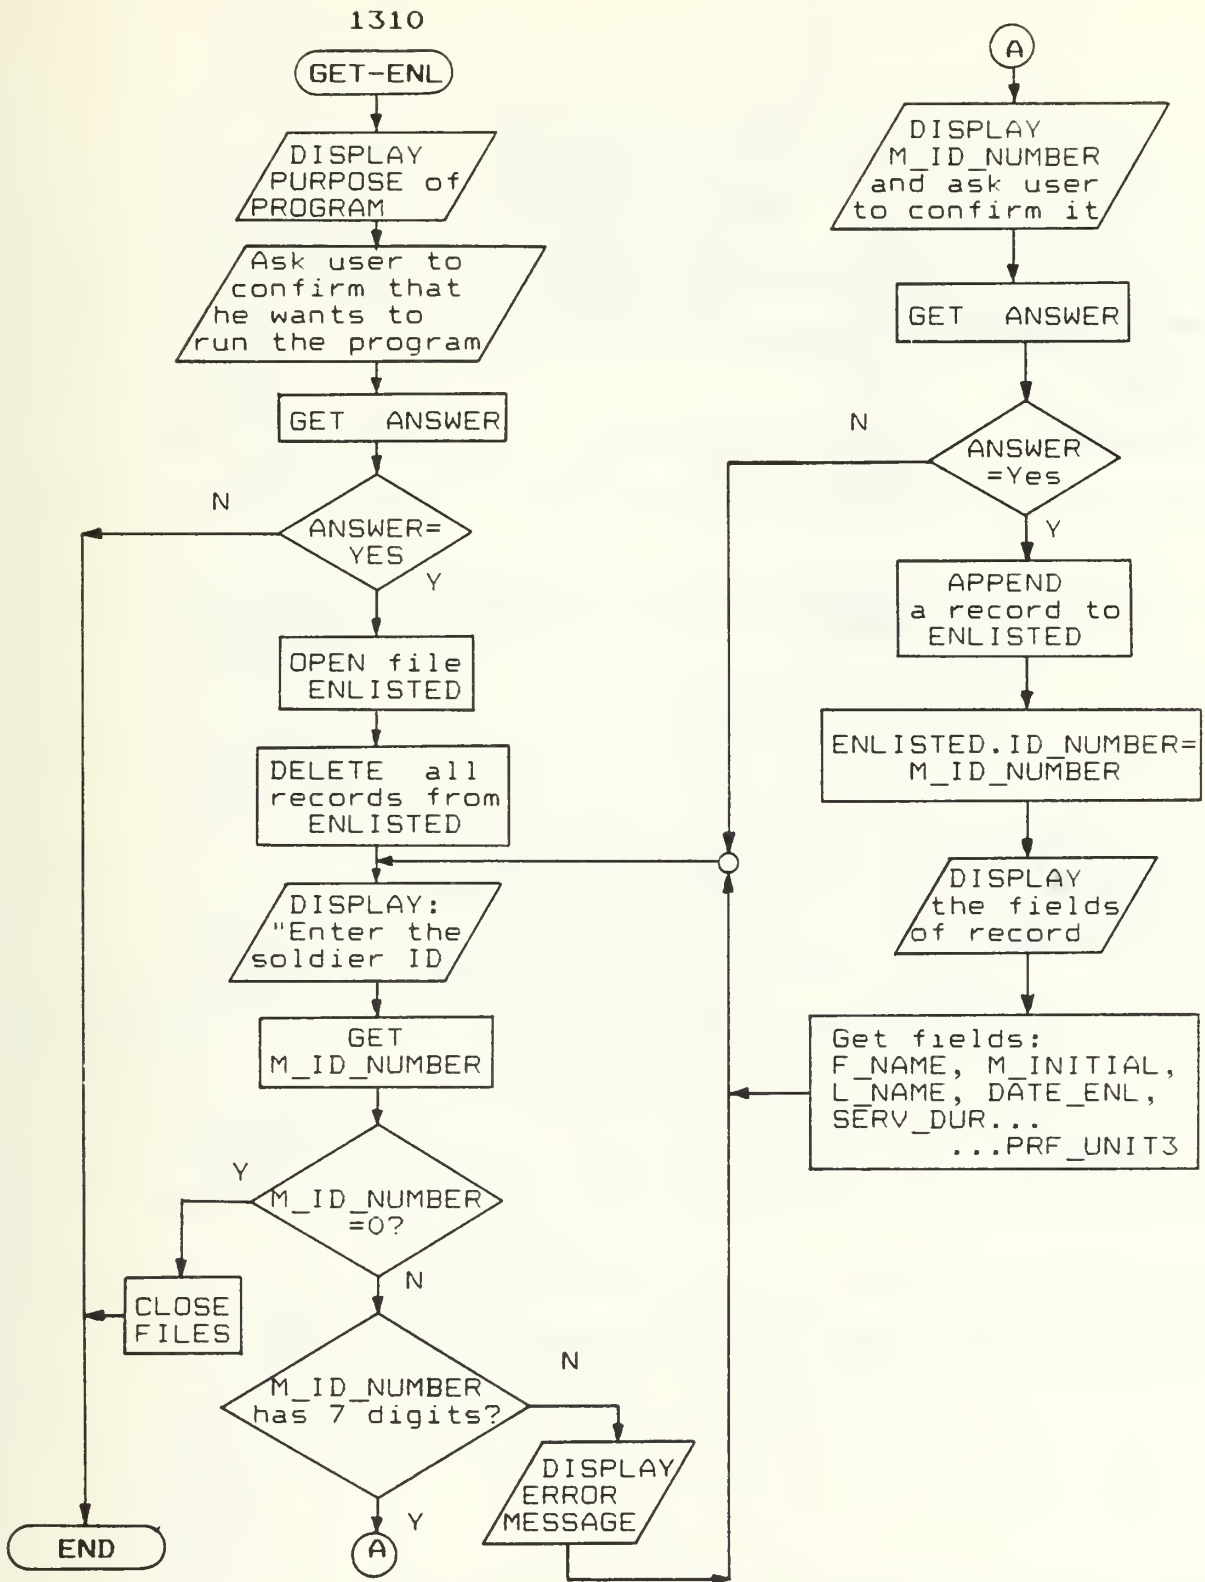 1310
GET-ENL
DISPLAY
PURPOSE of
PROGRAM
Ask user to
confirm that
he wants to
run the program
GET ANSWER
N
ANSWER=
YES
Y
OPEN file
ENLISTED
DELETE all
records from
ENLISTED
DISPLAY:
"Enter the
soldier ID
GET
M_ID_NUMBER
Y
M_ID_NUMBER
=0?
N
CLOSE
FILES
M_ID_NUMBER
has 7 digits?
N
DISPLAY
ERROR
MESSAGE
Y
A
END
A
DISPLAY
M_ID_NUMBER
and ask user
to confirm it
GET ANSWER
N
ANSWER
=Yes
Y
APPEND
a record to
ENLISTED
ENLISTED.ID_NUMBER=
M_ID_NUMBER
DISPLAY
the fields
of record
Get fields:
F_NAME, M_INITIAL,
L_NAME, DATE_ENL,
SERV_DUR...
...PRF_UNIT3